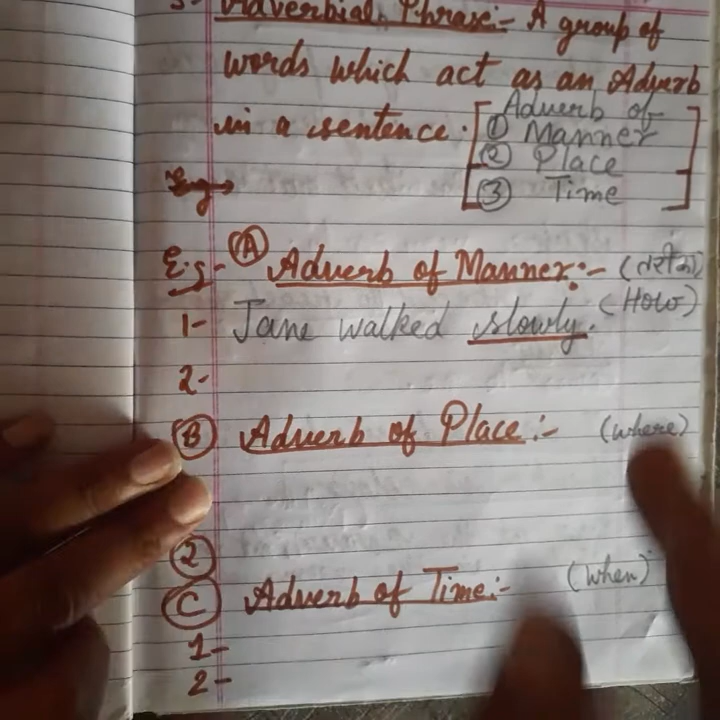 3- Adverbial Phrase:- A group of
words which act as an Adverb
in a sentence. [Adverb of
① Manner
② Place
③ Time]
E.g- Ⓐ Adverb of Manner:- (तरीका)
(How)
1- Jane walked slowly.
2-
Ⓑ Adverb of Place:- (where)
②
Ⓒ Adverb of Time:- (when)
1-
2-